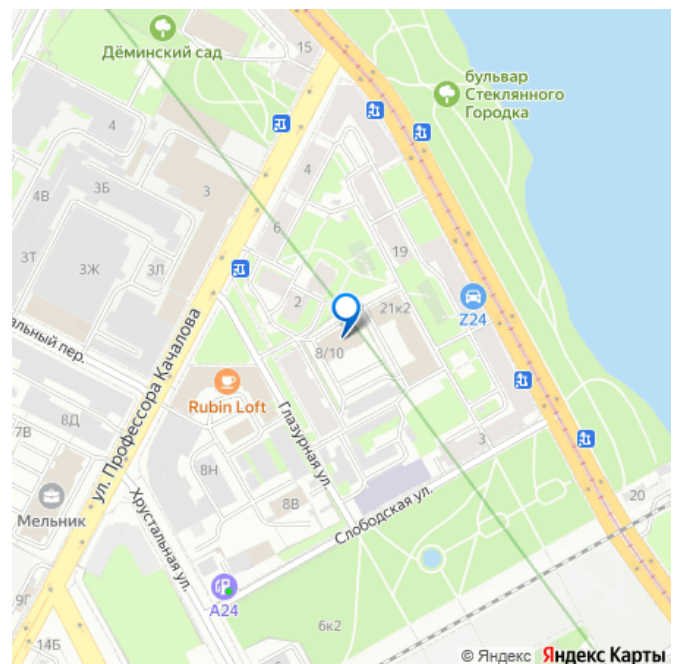 Дёминский сад
15
бульвар
Стеклянного
Городка
4
4
3Б
4В
3
6
19
3Т
3Ж
3Л
2
21к2
Z24
8/10
альный пер.
ул. Профессора Качалова
Rubin Loft
Глазурная ул.
8Д
7В
8Н
3
Мельник
8В
Слободская ул.
20
Хрустальная ул.
9Г
А24
6к2
14Б
© Яндекс Яндекс Карты